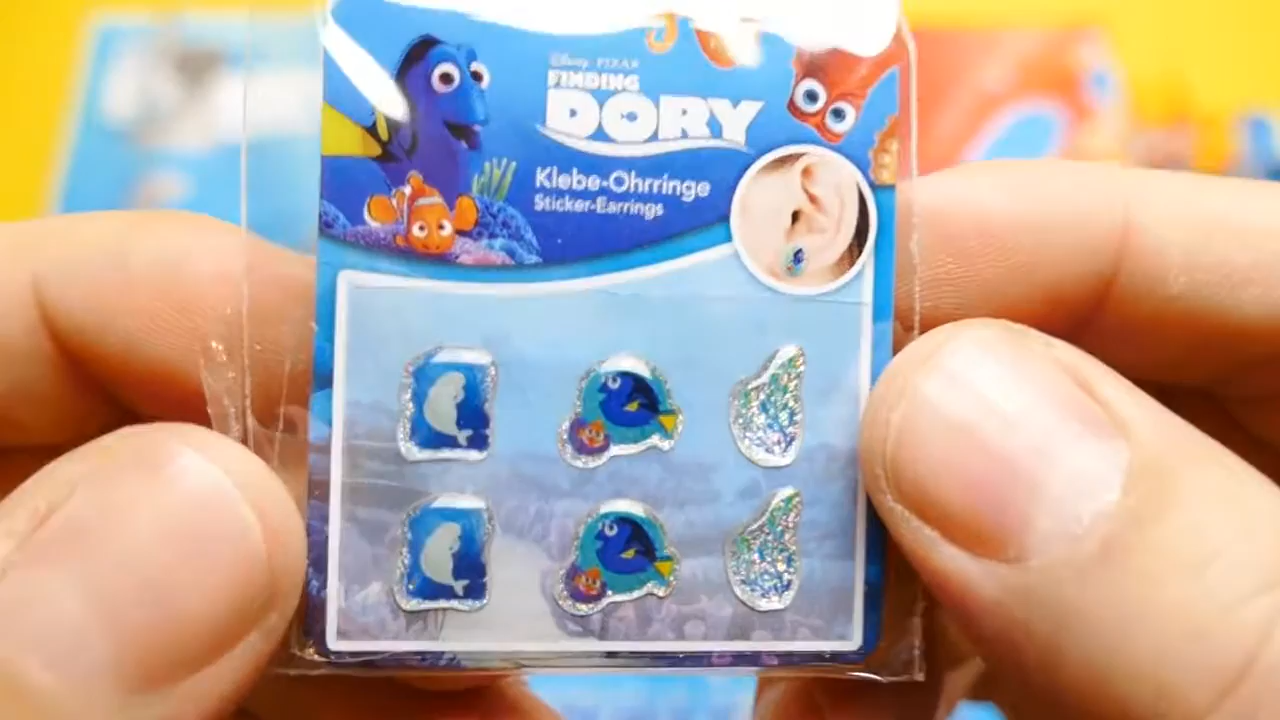 Disney PIXAR
FINDING
DORY
Klebe-Ohrringe
Sticker-Earrings